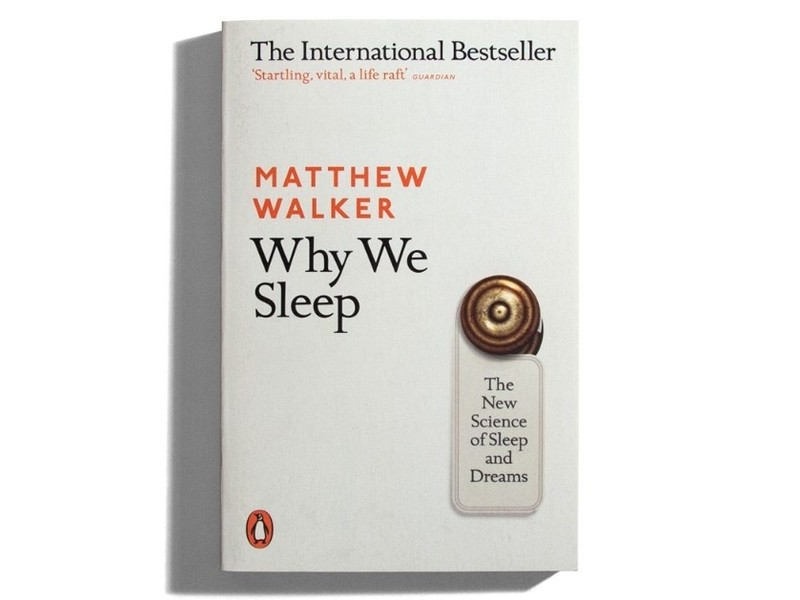 The International Bestseller
'Startling, vital, a life raft' GUARDIAN
MATTHEW
WALKER
Why We
Sleep
The
New
Science
of Sleep
and
Dreams